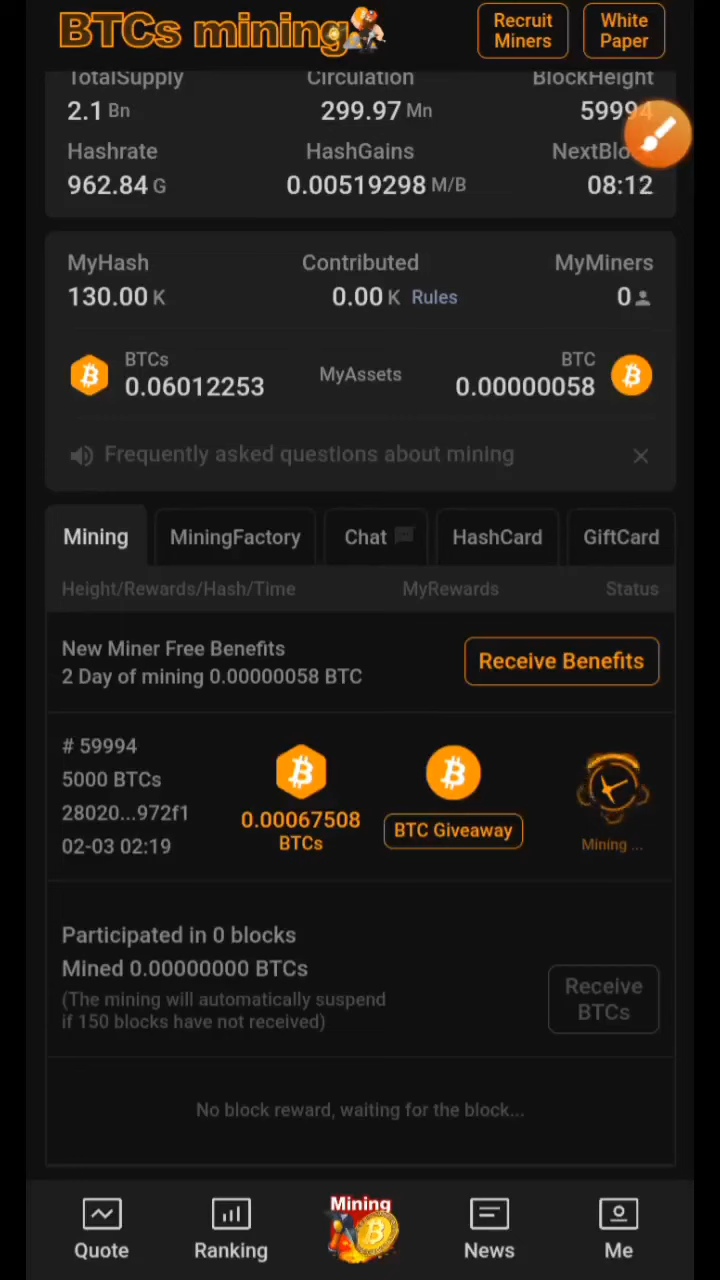 BTCs mining
Recruit Miners
White Paper
TotalSupply Circulation BlockHeight
2.1 Bn 299.97 Mn 59994
Hashrate HashGains NextBlo
962.84 G 0.00519298 M/B 08:12
MyHash Contributed MyMiners
130.00 K 0.00 K Rules 0
BTCs MyAssets BTC
0.06012253 0.00000058
Frequently asked questions about mining
Mining MiningFactory Chat HashCard GiftCard
Height/Rewards/Hash/Time MyRewards Status
New Miner Free Benefits
2 Day of mining 0.00000058 BTC
Receive Benefits
# 59994
5000 BTCs
28020...972f1
02-03 02:19
0.00067508
BTCs
BTC Giveaway
Mining ...
Participated in 0 blocks
Mined 0.00000000 BTCs
(The mining will automatically suspend
if 150 blocks have not received)
Receive
BTCs
No block reward, waiting for the block...
Mining
Quote Ranking News Me